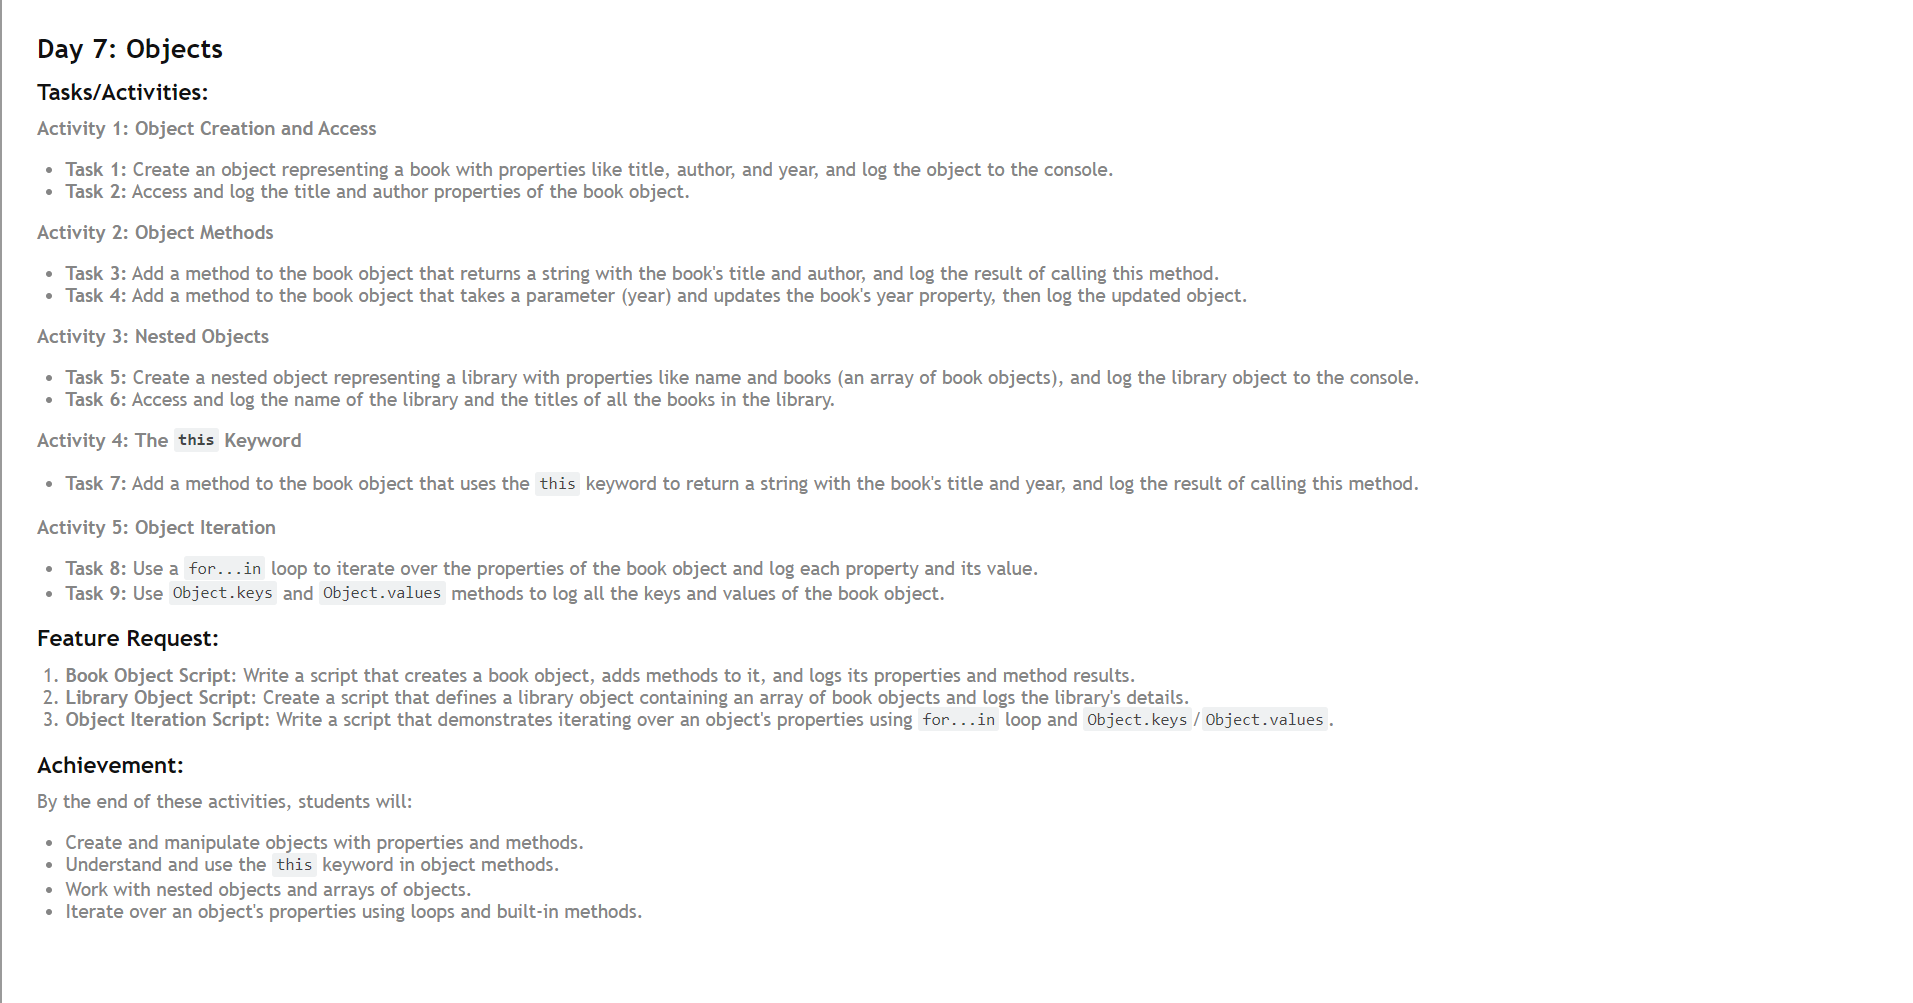 Day 7: Objects
Tasks/Activities:
Activity 1: Object Creation and Access
• Task 1: Create an object representing a book with properties like title, author, and year, and log the object to the console.
• Task 2: Access and log the title and author properties of the book object.
Activity 2: Object Methods
• Task 3: Add a method to the book object that returns a string with the book's title and author, and log the result of calling this method.
• Task 4: Add a method to the book object that takes a parameter (year) and updates the book's year property, then log the updated object.
Activity 3: Nested Objects
• Task 5: Create a nested object representing a library with properties like name and books (an array of book objects), and log the library object to the console.
• Task 6: Access and log the name of the library and the titles of all the books in the library.
Activity 4: The this Keyword
• Task 7: Add a method to the book object that uses the this keyword to return a string with the book's title and year, and log the result of calling this method.
Activity 5: Object Iteration
• Task 8: Use a for...in loop to iterate over the properties of the book object and log each property and its value.
• Task 9: Use Object.keys and Object.values methods to log all the keys and values of the book object.
Feature Request:
1. Book Object Script: Write a script that creates a book object, adds methods to it, and logs its properties and method results.
2. Library Object Script: Create a script that defines a library object containing an array of book objects and logs the library's details.
3. Object Iteration Script: Write a script that demonstrates iterating over an object's properties using for...in loop and Object.keys/Object.values.
Achievement:
By the end of these activities, students will:
• Create and manipulate objects with properties and methods.
• Understand and use the this keyword in object methods.
• Work with nested objects and arrays of objects.
• Iterate over an object's properties using loops and built-in methods.